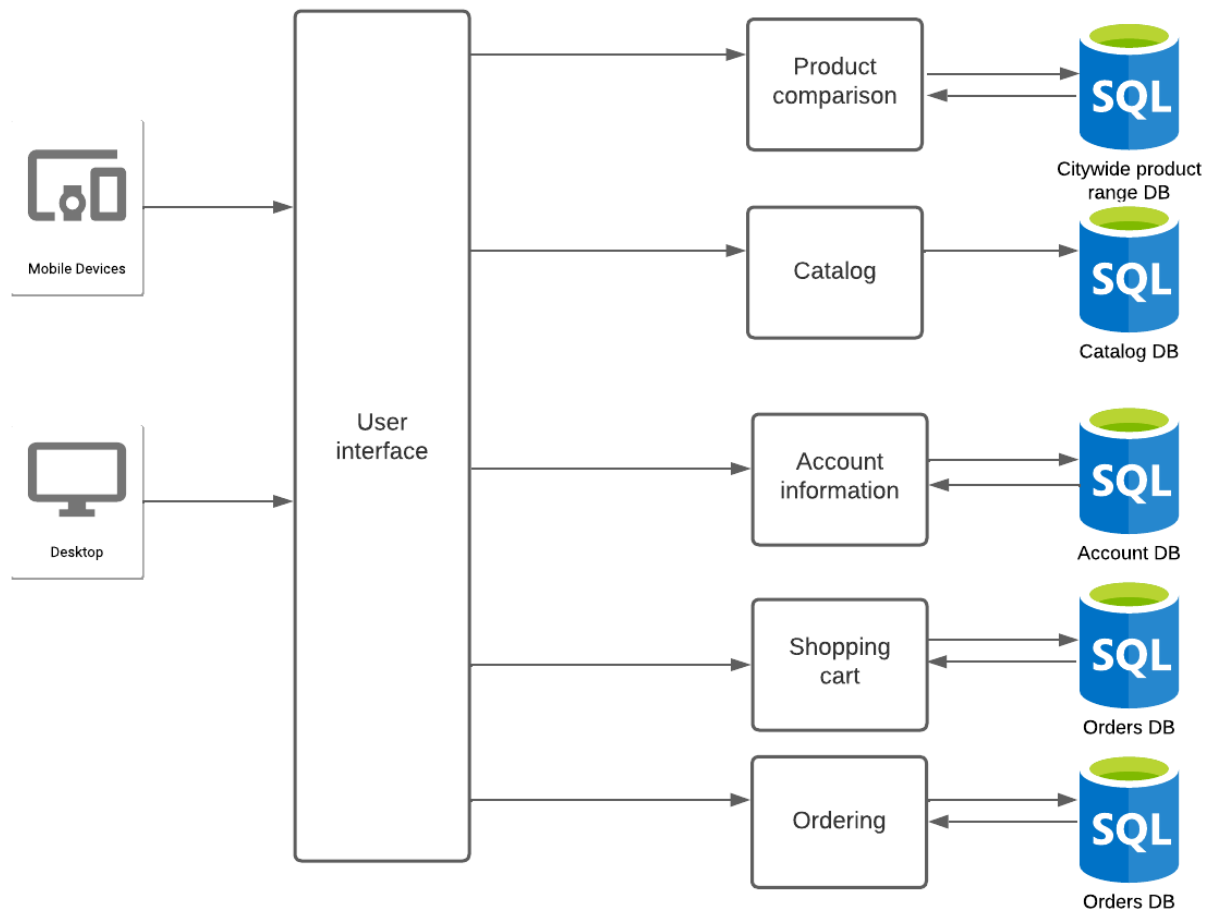 Mobile Devices
Desktop
User
interface
Product
comparison
SQL
Citywide product
range DB
Catalog
SQL
Catalog DB
Account
information
SQL
Account DB
Shopping
cart
SQL
Orders DB
Ordering
SQL
Orders DB